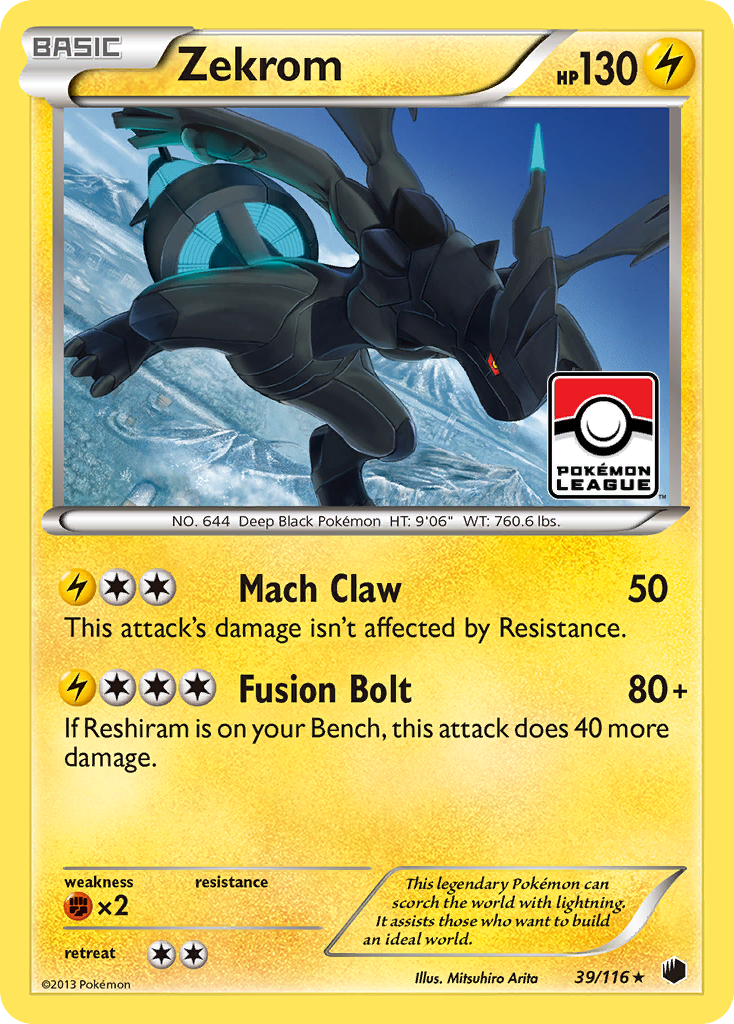 BASIC
Zekrom
HP130
POKÉMON
LEAGUE
™
NO. 644 Deep Black Pokémon HT: 9'06" WT: 760.6 lbs.
Mach Claw 50
This attack's damage isn't affected by Resistance.
Fusion Bolt 80+
If Reshiram is on your Bench, this attack does 40 more
damage.
weakness resistance
×2
retreat
This legendary Pokémon can
scorch the world with lightning.
It assists those who want to build
an ideal world.
©2013 Pokémon
Illus. Mitsuhiro Arita 39/116 ★